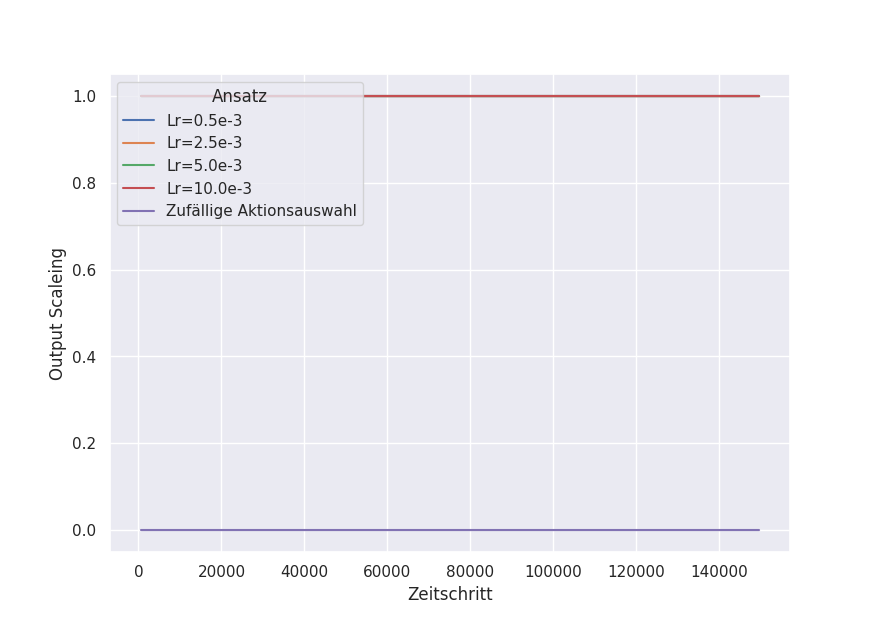 Ansatz
Lr=0.5e-3
Lr=2.5e-3
Lr=5.0e-3
Lr=10.0e-3
Zufällige Aktionsauswahl
Output Scaleing
1.0
0.8
0.6
0.4
0.2
0.0
0 20000 40000 60000 80000 100000 120000 140000
Zeitschritt